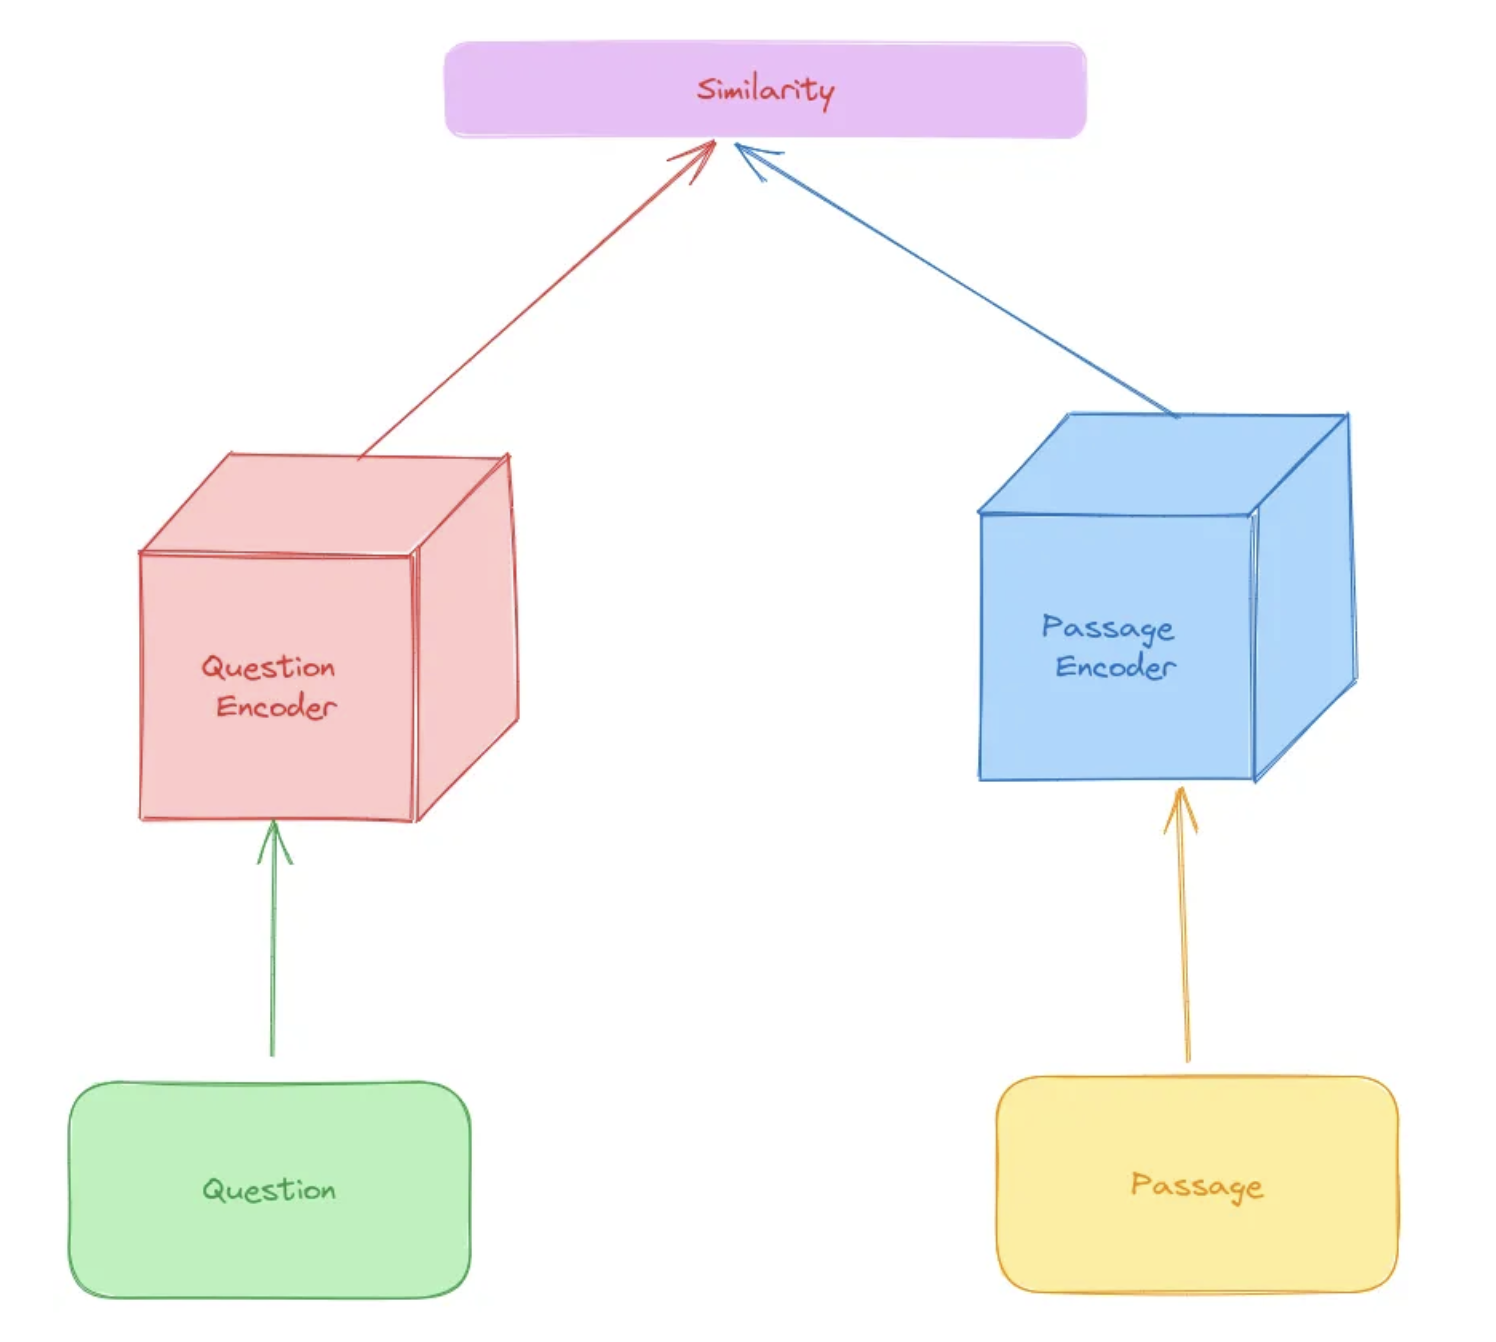 Similarity
Question
Encoder
Passage
Encoder
Question
Passage